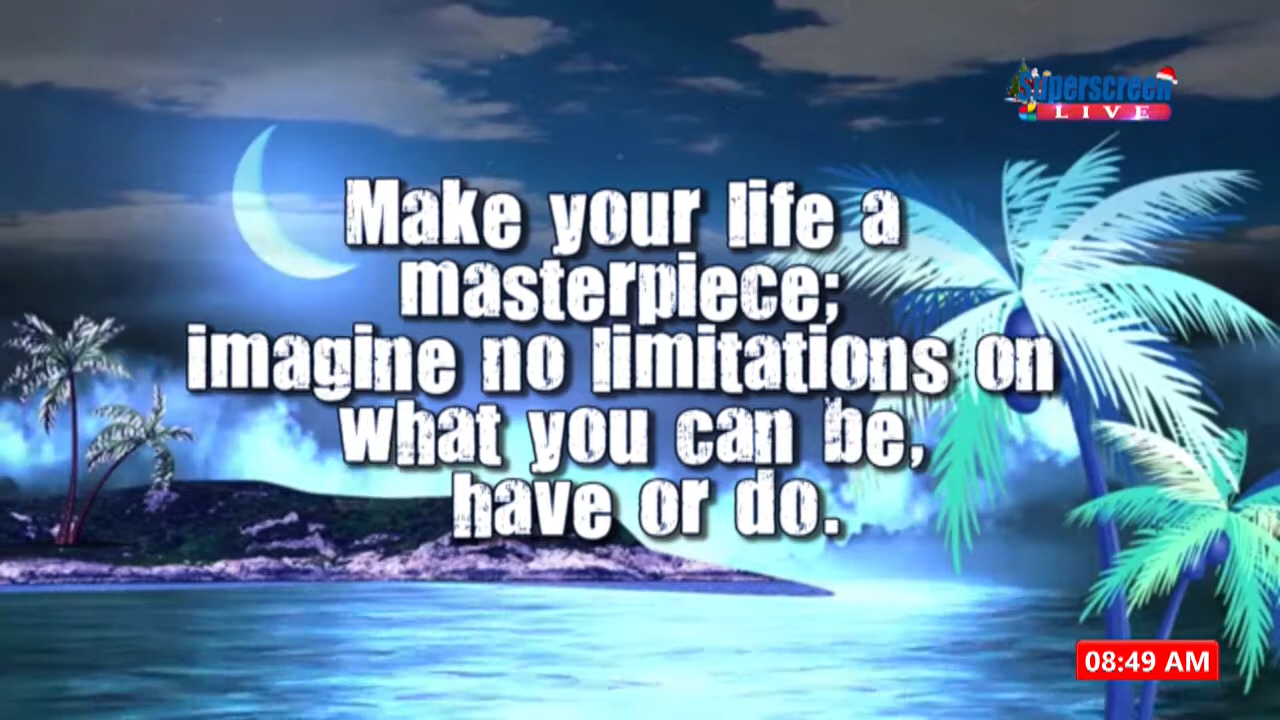 Superscreen
LIVE
Make your life a
masterpiece;
imagine no limitations on
what you can be,
have or do.
08:49 AM